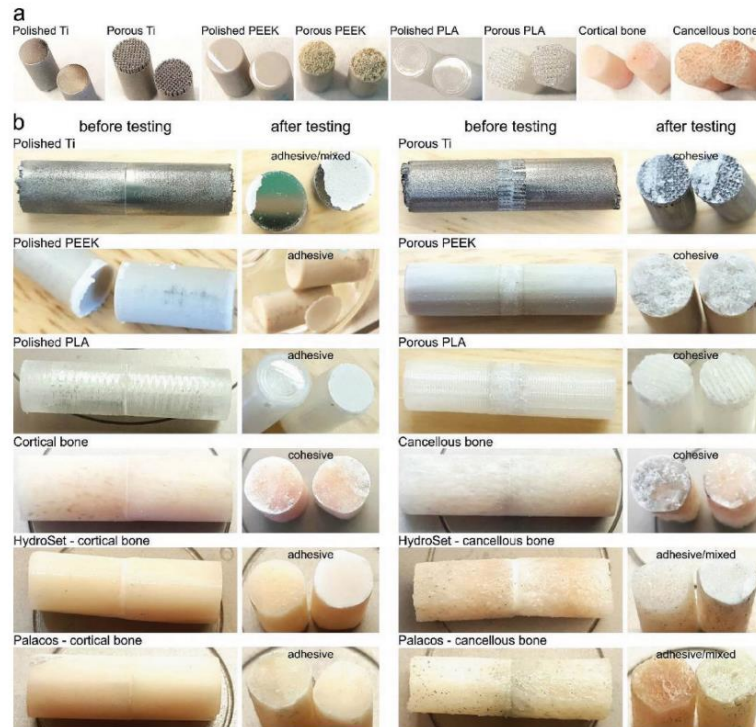 a
Polished Ti Porous Ti Polished PEEK Porous PEEK Polished PLA Porous PLA Cortical bone Cancellous bone
b
before testing after testing before testing after testing
Polished Ti adhesive/mixed Porous Ti cohesive
Polished PEEK adhesive Porous PEEK cohesive
Polished PLA adhesive Porous PLA cohesive
Cortical bone cohesive Cancellous bone cohesive
HydroSet - cortical bone adhesive HydroSet - cancellous bone adhesive/mixed
Palacos - cortical bone adhesive Palacos - cancellous bone adhesive/mixed